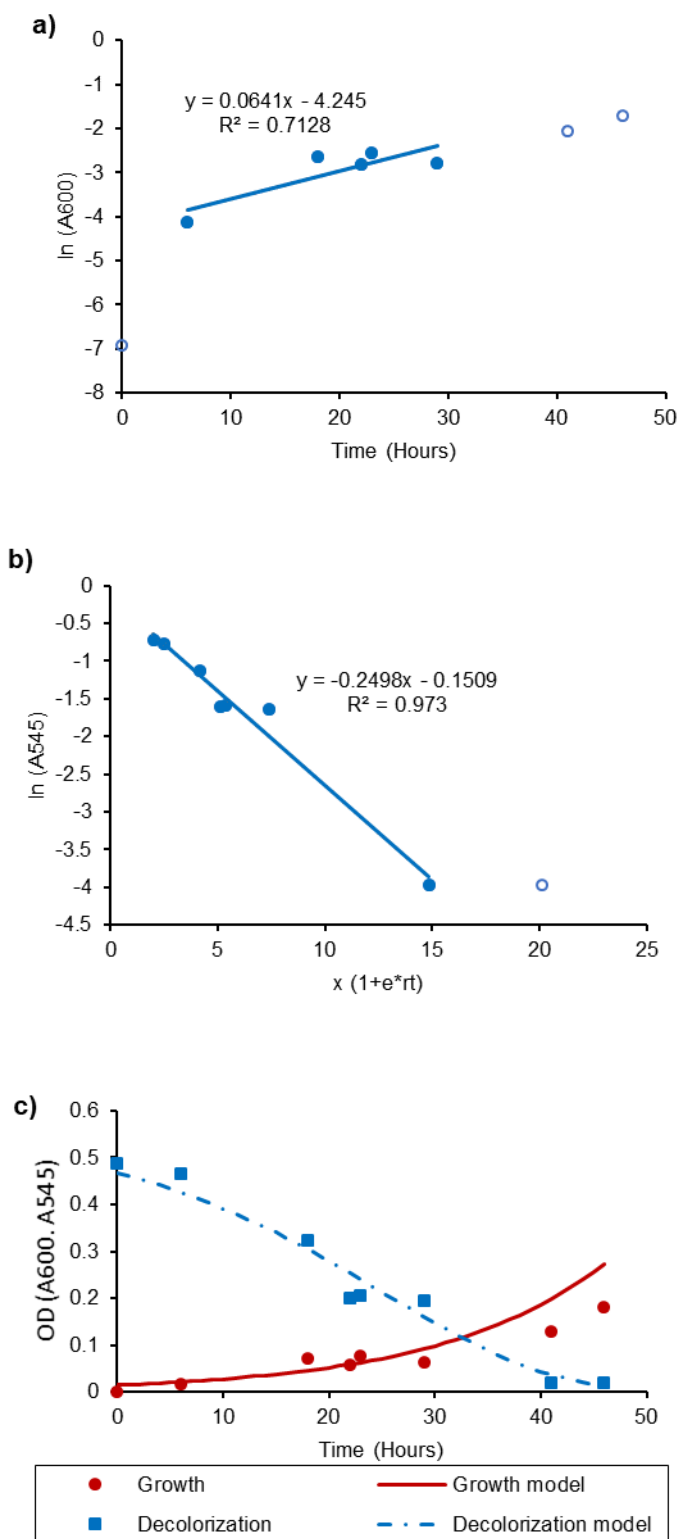 a)
0
-1
-2
-3
-4
-5
-6
-7
-8
ln (A600)
y = 0.0641x - 4.245
R² = 0.7128
0 10 20 30 40 50
Time (Hours)
b)
0
-0.5
-1
-1.5
-2
-2.5
-3
-3.5
-4
-4.5
ln (A545)
y = -0.2498x - 0.1509
R² = 0.973
0 5 10 15 20 25
x (1+e*rt)
c)
0.6
0.5
0.4
0.3
0.2
0.1
0
OD (A600. A545)
0 10 20 30 40 50
Time (Hours)
Growth Growth model
Decolorization Decolorization model